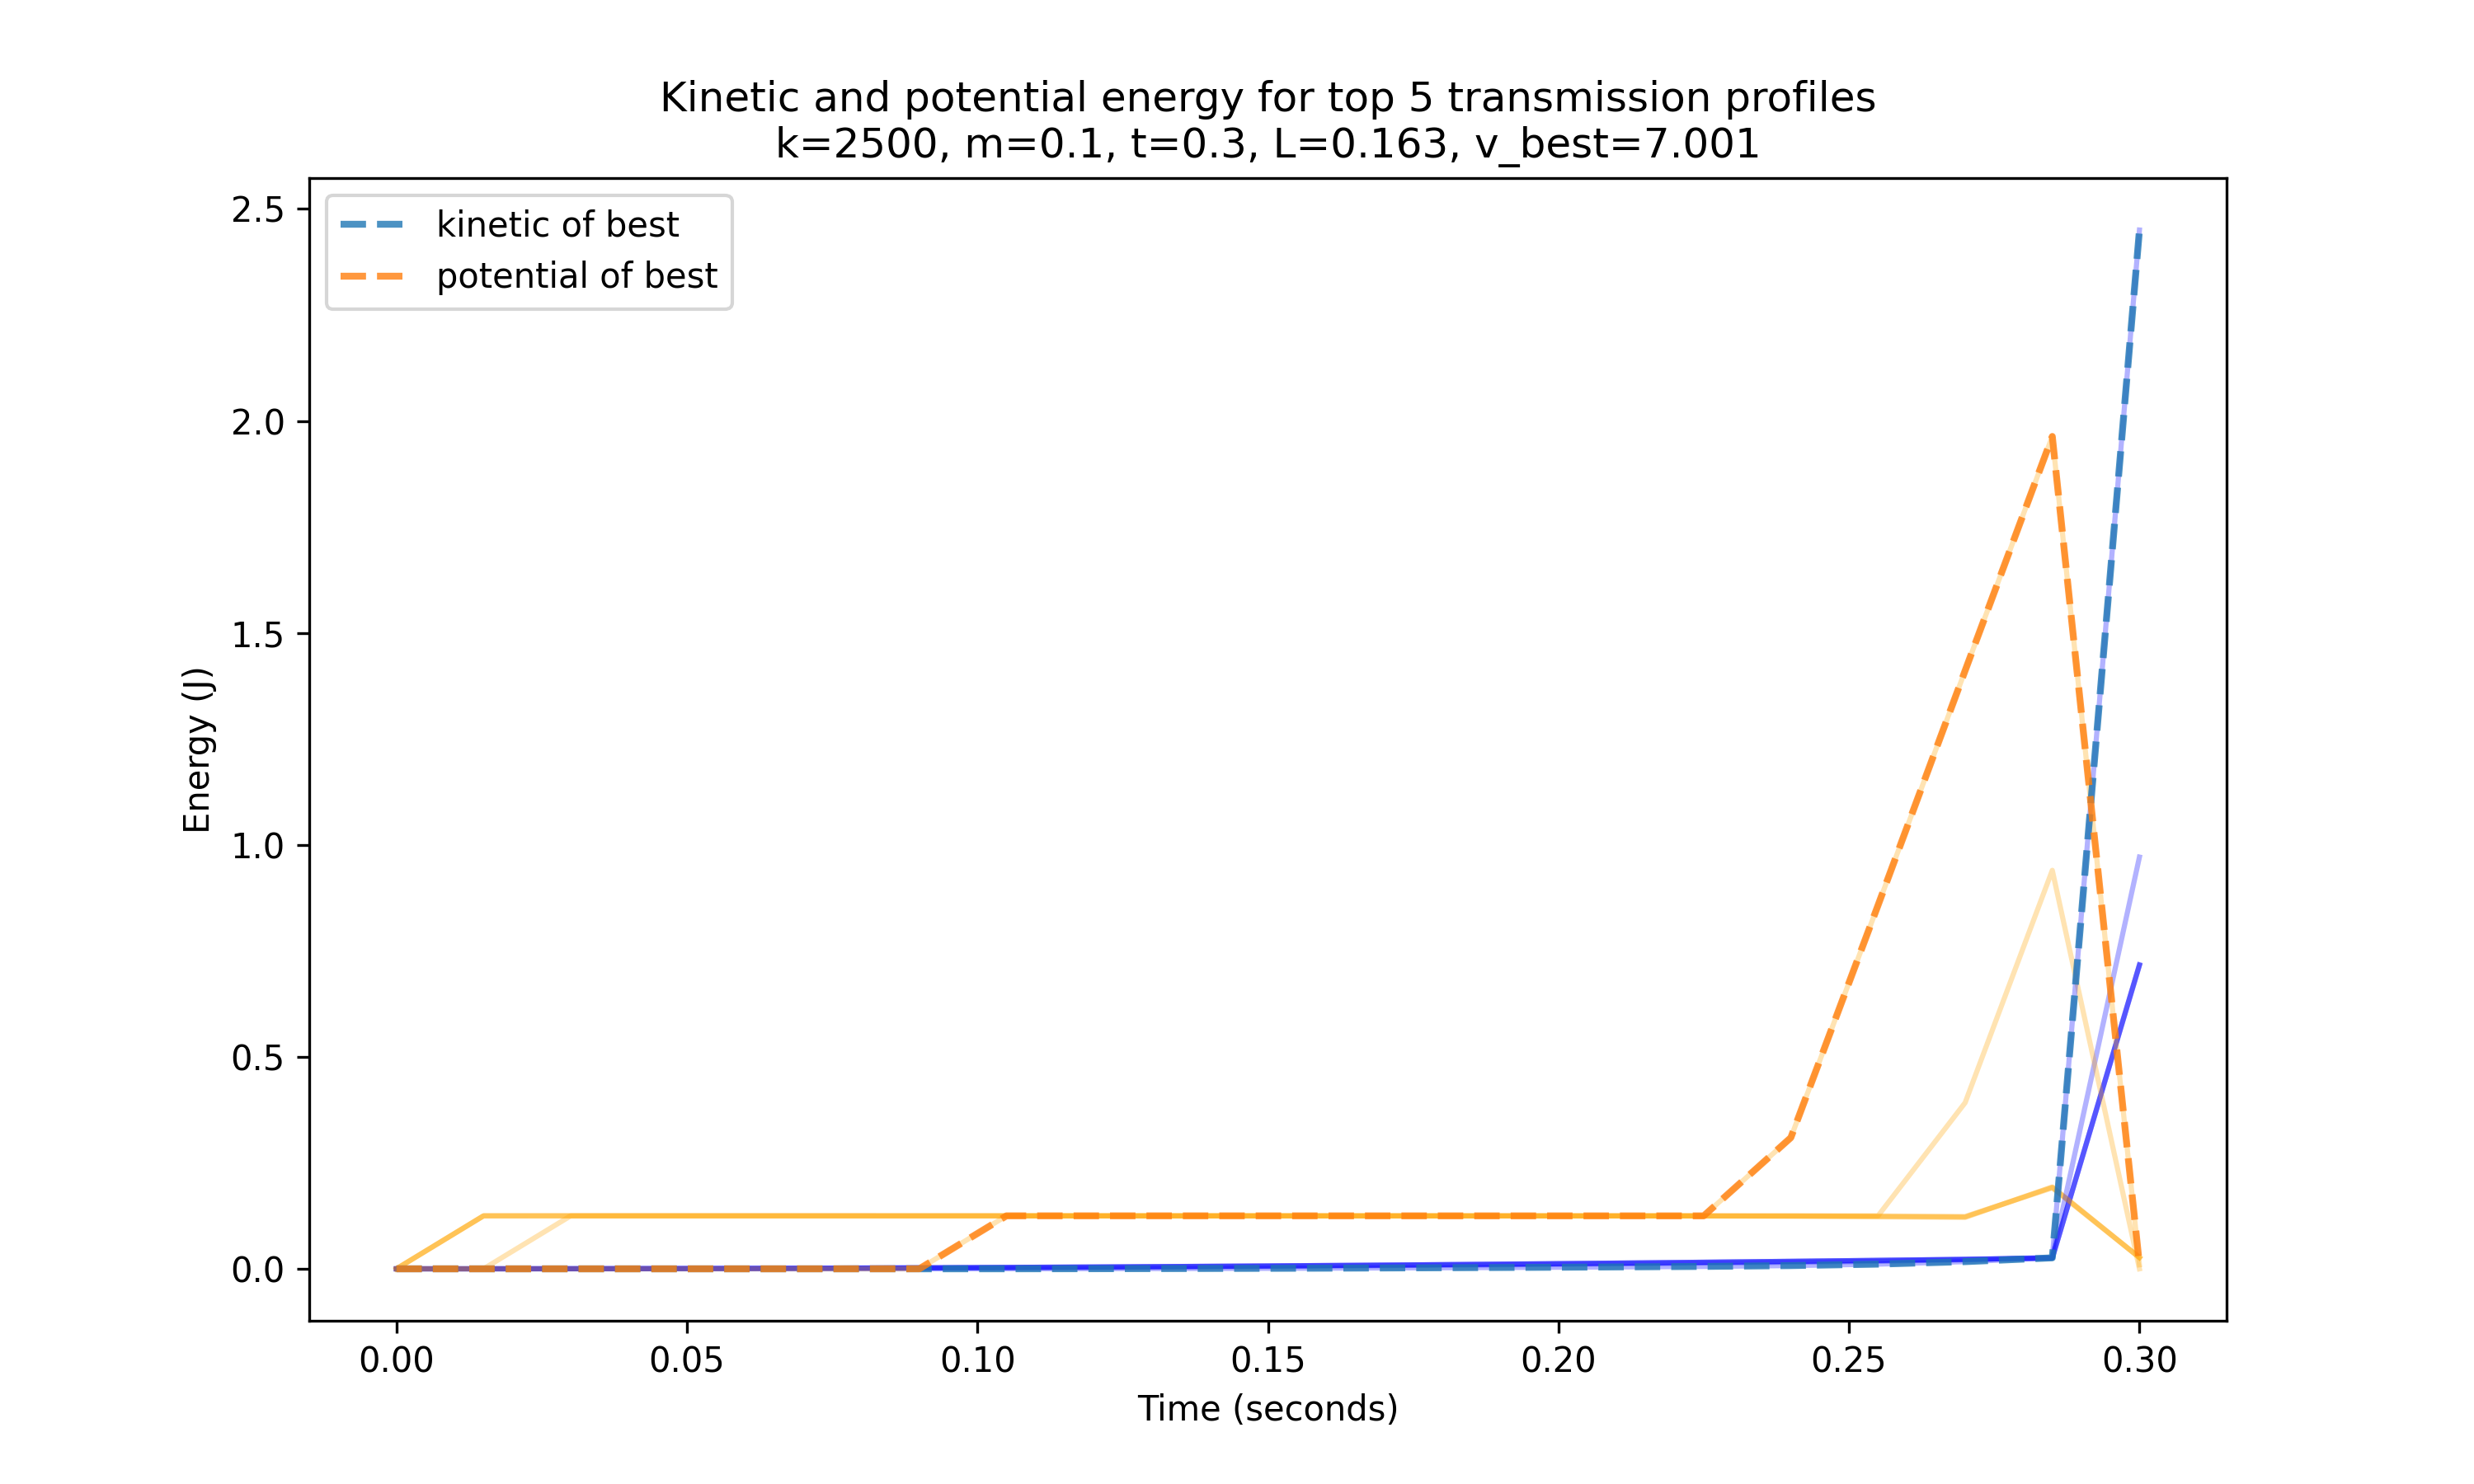 Kinetic and potential energy for top 5 transmission profiles
k=2500, m=0.1, t=0.3, L=0.163, v_best=7.001
kinetic of best
potential of best
Energy (J)
2.5
2.0
1.5
1.0
0.5
0.0
0.00 0.05 0.10 0.15 0.20 0.25 0.30
Time (seconds)